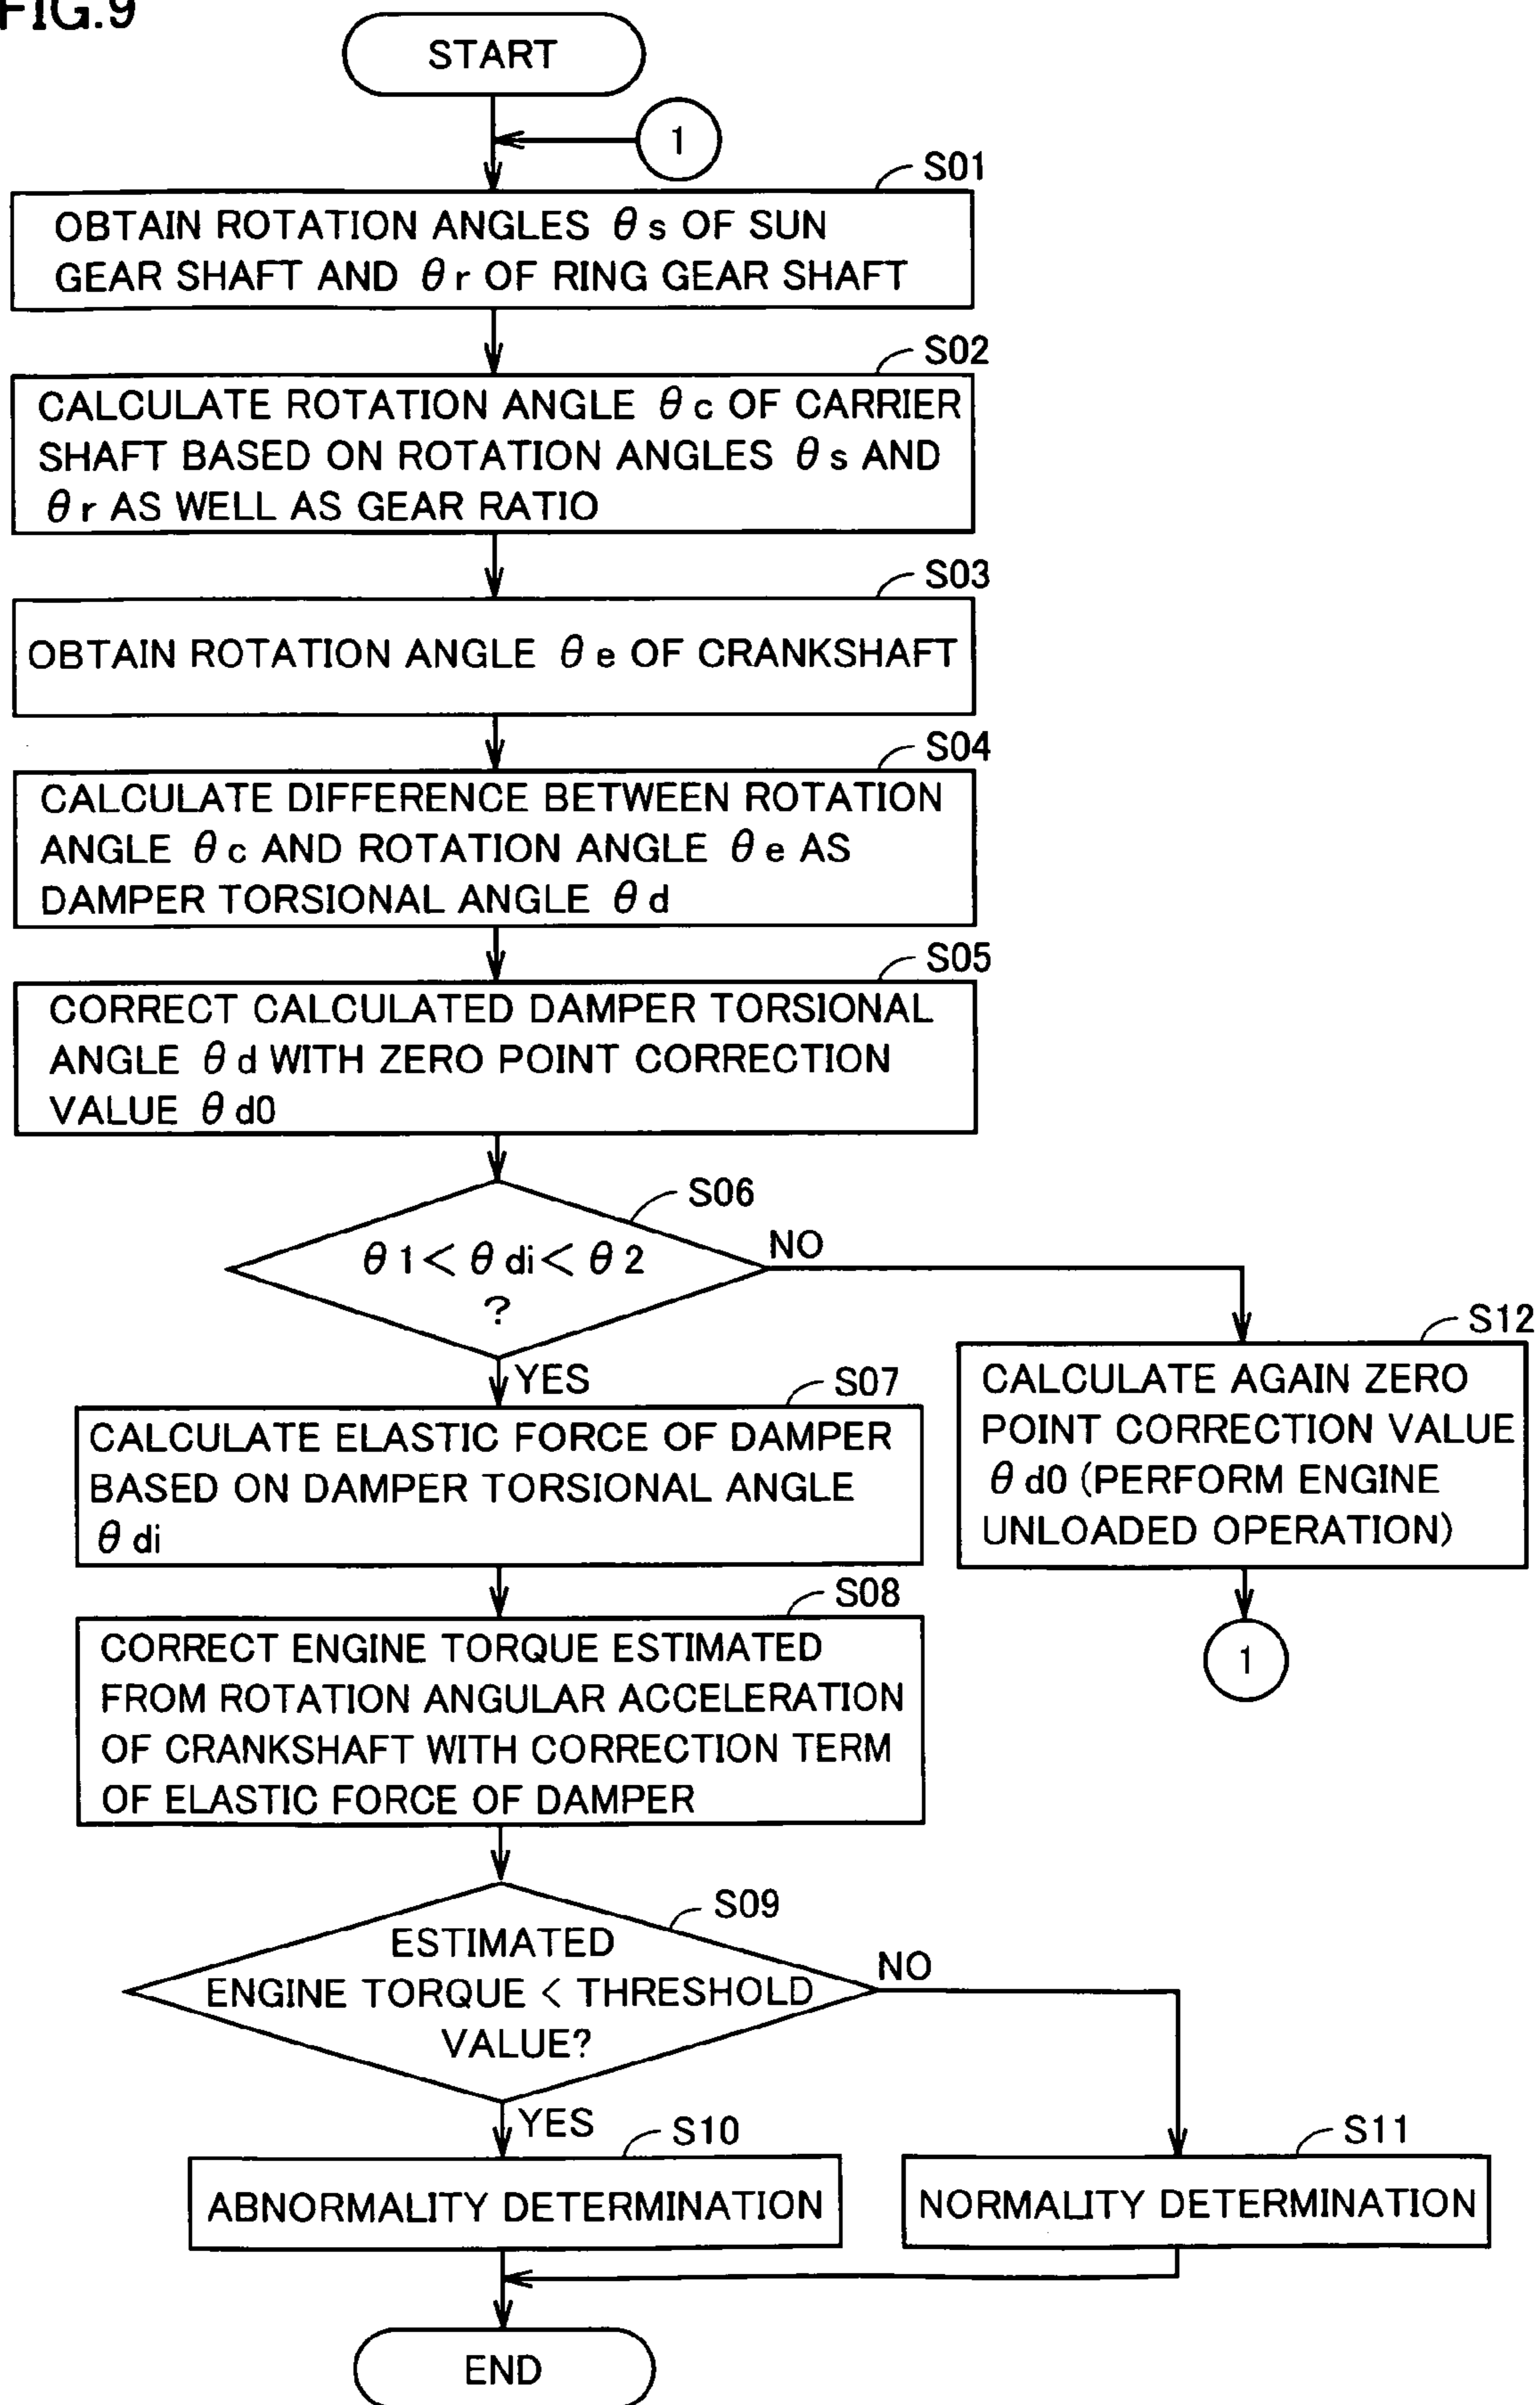 FIG.9
START
1
S01
OBTAIN ROTATION ANGLES θs OF SUN
GEAR SHAFT AND θr OF RING GEAR SHAFT
S02
CALCULATE ROTATION ANGLE θc OF CARRIER
SHAFT BASED ON ROTATION ANGLES θs AND
θr AS WELL AS GEAR RATIO
S03
OBTAIN ROTATION ANGLE θe OF CRANKSHAFT
S04
CALCULATE DIFFERENCE BETWEEN ROTATION
ANGLE θc AND ROTATION ANGLE θe AS
DAMPER TORSIONAL ANGLE θd
S05
CORRECT CALCULATED DAMPER TORSIONAL
ANGLE θd WITH ZERO POINT CORRECTION
VALUE θd0
S06
θ1<θdi<θ2
?
NO
YES
S12
CALCULATE AGAIN ZERO
POINT CORRECTION VALUE
θd0 (PERFORM ENGINE
UNLOADED OPERATION)
1
S07
CALCULATE ELASTIC FORCE OF DAMPER
BASED ON DAMPER TORSIONAL ANGLE
θdi
S08
CORRECT ENGINE TORQUE ESTIMATED
FROM ROTATION ANGULAR ACCELERATION
OF CRANKSHAFT WITH CORRECTION TERM
OF ELASTIC FORCE OF DAMPER
S09
ESTIMATED
ENGINE TORQUE < THRESHOLD
VALUE?
NO
YES
S10
ABNORMALITY DETERMINATION
S11
NORMALITY DETERMINATION
END